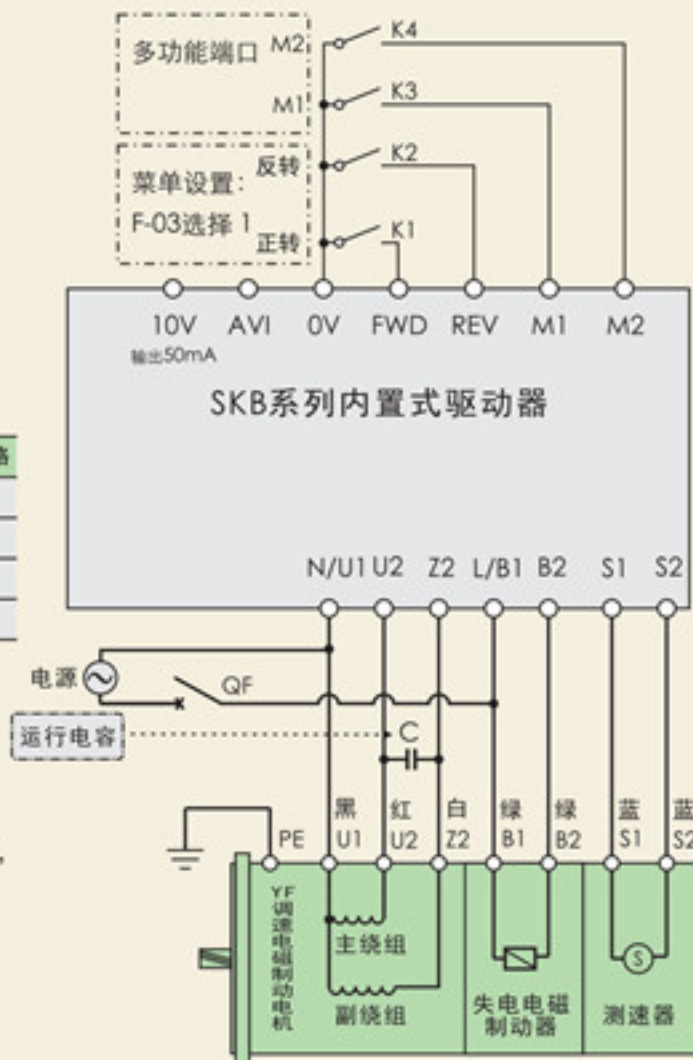 多功能端口 M2 K4
M1 K3
菜单设置: 反转 K2
F-03选择 1 正转 K1
10V AVI 0V FWD REV M1 M2
输出50mA
SKB系列内置式驱动器
N/U1 U2 Z2 L/B1 B2 S1 S2
电源 QF
运行电容 C
黑 红 白 绿 绿 蓝 蓝
PE U1 U2 Z2 B1 B2 S1 S2
YF调速电磁制动电机
主绕组
副绕组
失电电磁
制动器
S
测速器